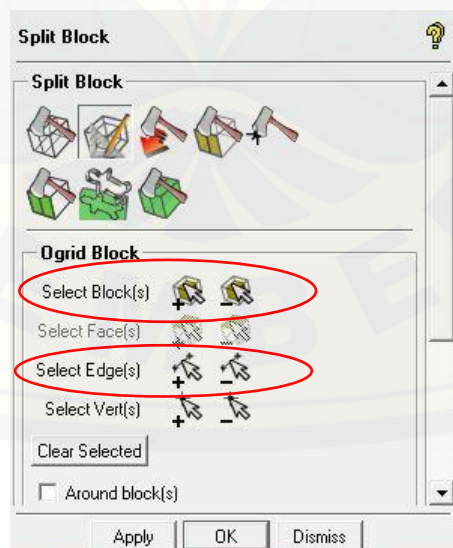 Split Block
Split Block
Ogrid Block
Select Block(s)
Select Face(s)
Select Edge(s)
Select Vert(s)
Clear Selected
Around block(s)
Apply OK Dismiss